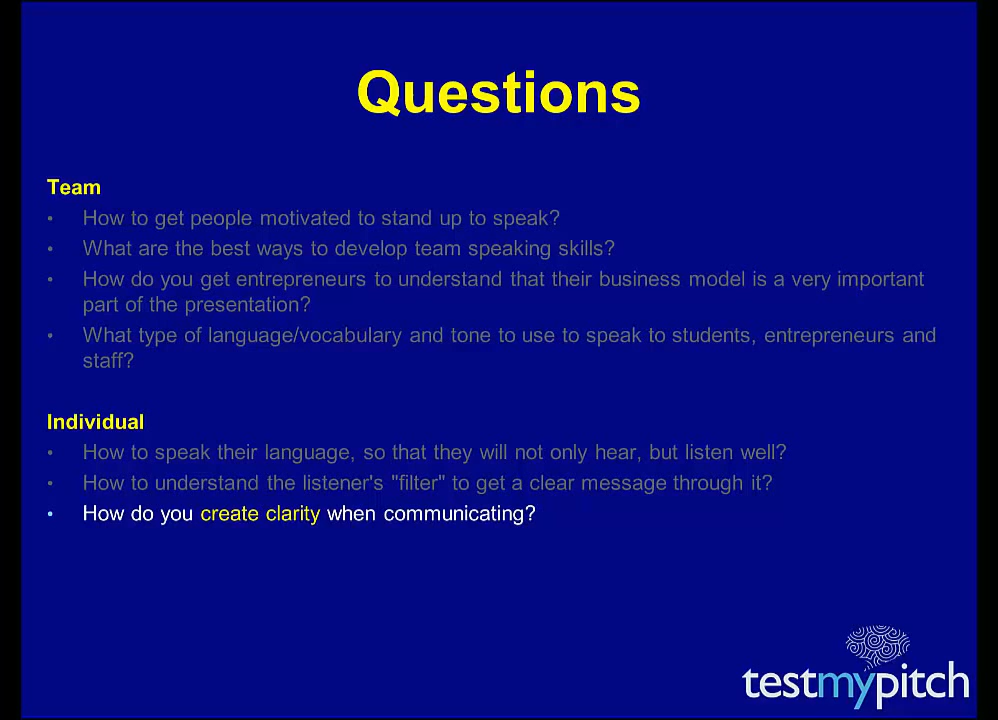 Questions
Team
• How to get people motivated to stand up to speak?
• What are the best ways to develop team speaking skills?
• How do you get entrepreneurs to understand that their business model is a very important
part of the presentation?
• What type of language/vocabulary and tone to use to speak to students, entrepreneurs and
staff?
Individual
• How to speak their language, so that they will not only hear, but listen well?
• How to understand the listener's "filter" to get a clear message through it?
• How do you create clarity when communicating?
testmypitch